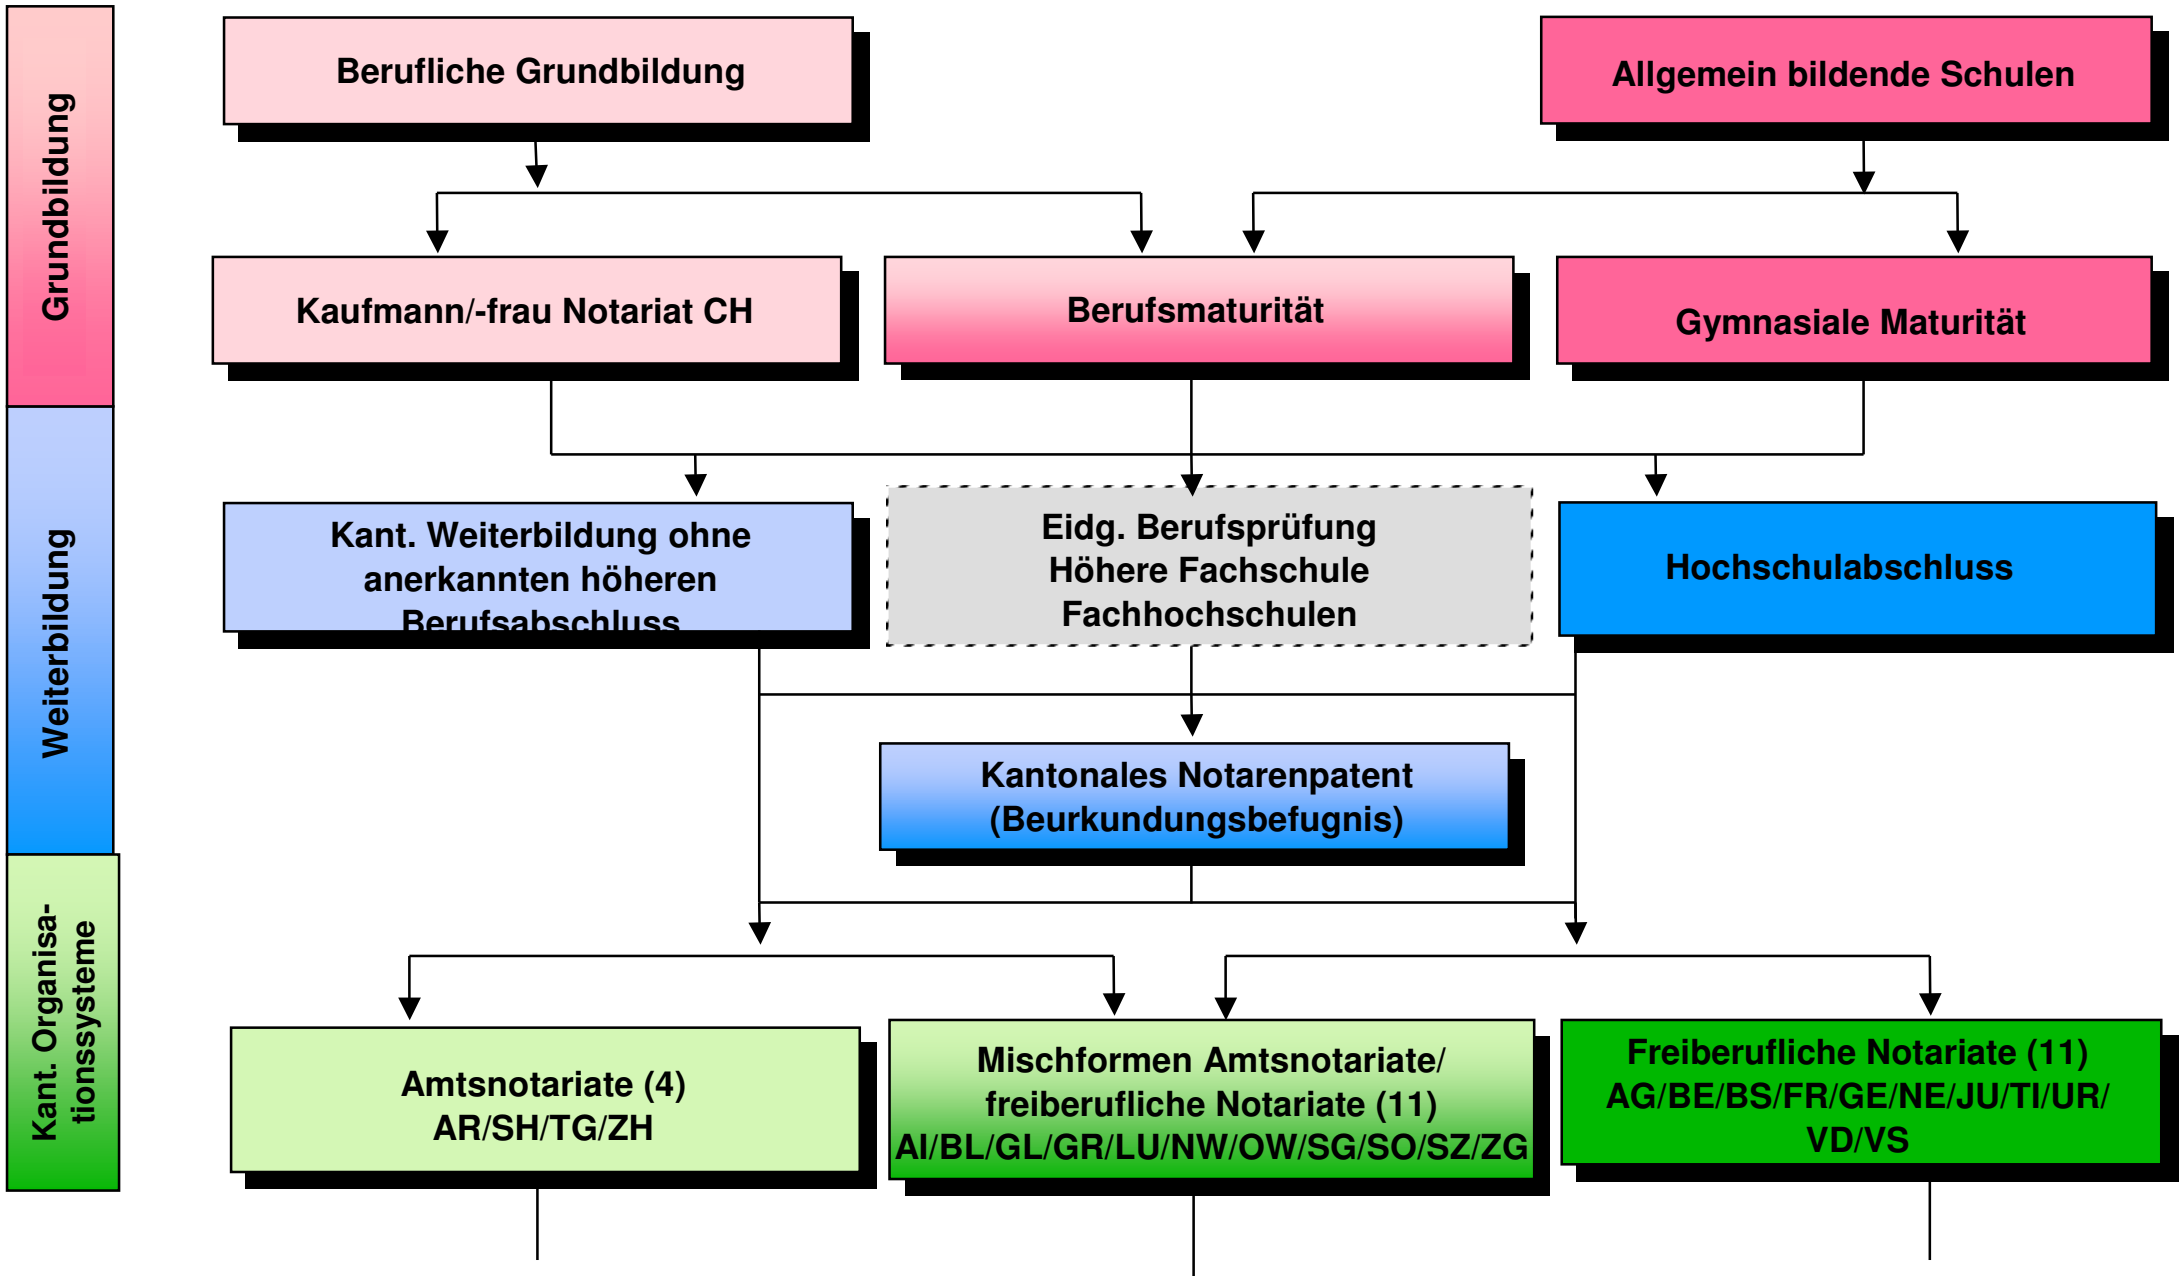 Grundbildung
Berufliche Grundbildung
Allgemein bildende Schulen
Kaufmann/-frau Notariat CH
Berufsmaturität
Gymnasiale Maturität
Weiterbildung
Kant. Weiterbildung ohne
anerkannten höheren
Berufsabschluss
Eidg. Berufsprüfung
Höhere Fachschule
Fachhochschulen
Hochschulabschluss
Kantonales Notarenpatent
(Beurkundungsbefugnis)
Kant. Organisa-
tionssysteme
Amtsnotariate (4)
AR/SH/TG/ZH
Mischformen Amtsnotariate/
freiberufliche Notariate (11)
AI/BL/GL/GR/LU/NW/OW/SG/SO/SZ/ZG
Freiberufliche Notariate (11)
AG/BE/BS/FR/GE/NE/JU/TI/UR/
VD/VS